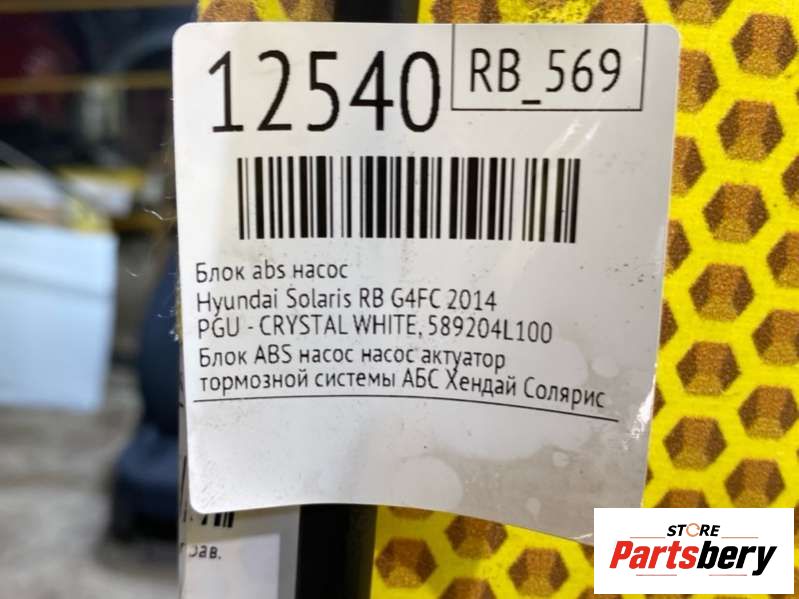 12540
RB_569
Блок abs насос
Hyundai Solaris RB G4FC 2014
PGU - CRYSTAL WHITE, 589204L100
Блок ABS насос насос актуатор
тормозной системы АБС Хендай Солярис
рав.
STORE
Partsbery